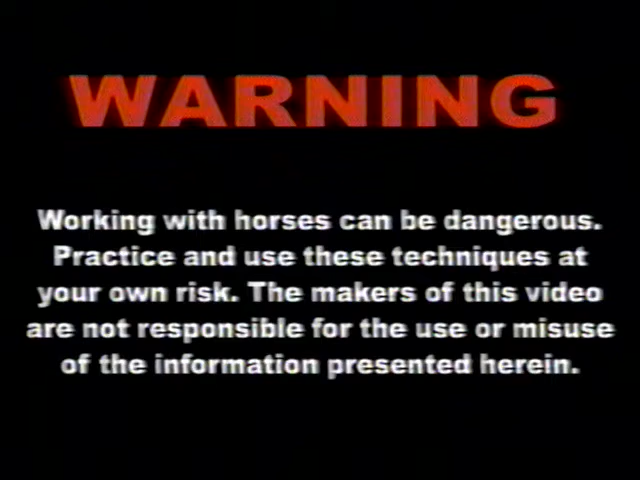 WARNING
Working with horses can be dangerous.
Practice and use these techniques at
your own risk. The makers of this video
are not responsible for the use or misuse
of the information presented herein.